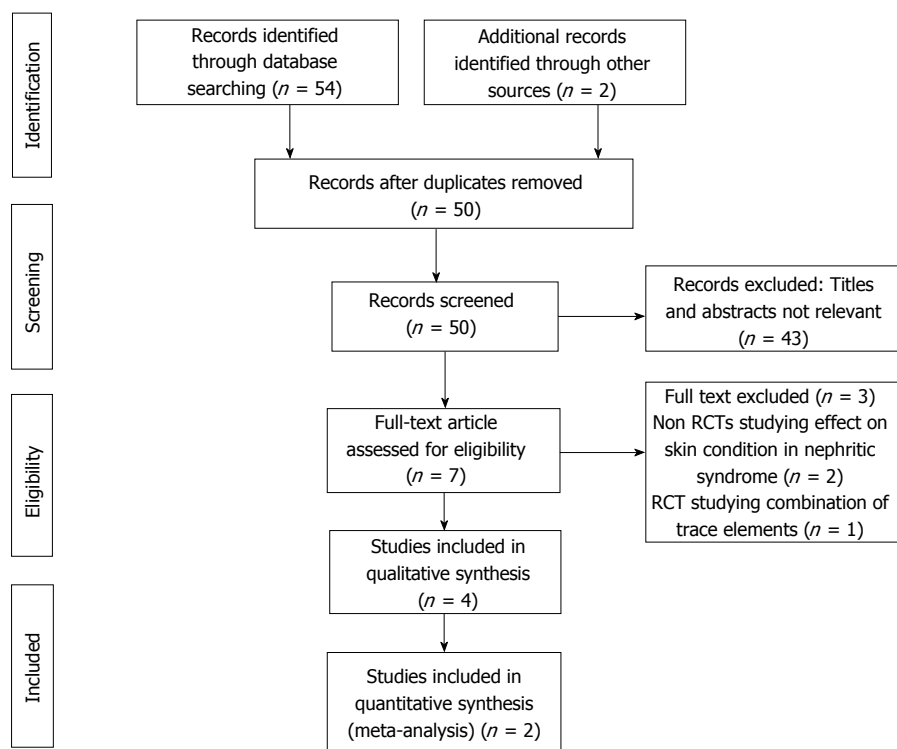 Identification
Records identified
through database
searching (n = 54)
Additional records
identified through other
sources (n = 2)
Records after duplicates removed
(n = 50)
Screening
Records screened
(n = 50)
Records excluded: Titles
and abstracts not relevant
(n = 43)
Eligibility
Full-text article
assessed for eligibility
(n = 7)
Full text excluded (n = 3)
Non RCTs studying effect on
skin condition in nephritic
syndrome (n = 2)
RCT studying combination of
trace elements (n = 1)
Studies included in
qualitative synthesis
(n = 4)
Included
Studies included in
quantitative synthesis
(meta-analysis) (n = 2)